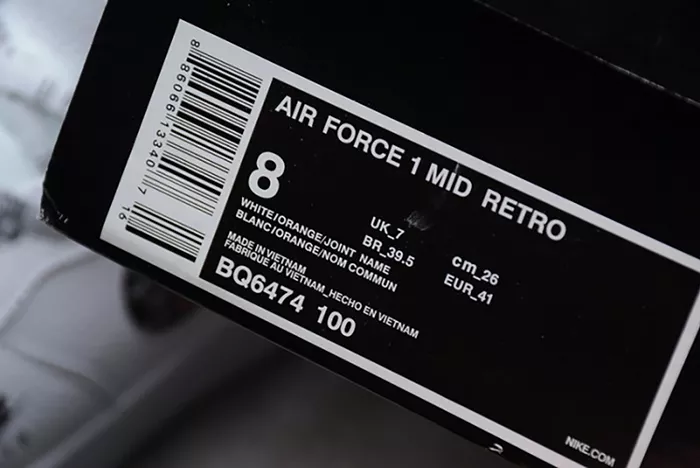 AIR FORCE 1 MID RETRO
8
UK_7
cm_26
BR_39.5
EUR_41
WHITE/ORANGE/JOINT NAME
BLANC/ORANGE/NOM COMMUN
MADE IN VIETNAM
FABRIQUE AU VIETNAM_HECHO EN VIETNAM
BQ6474 100
NIKE.COM
8 86066 13340 7 16